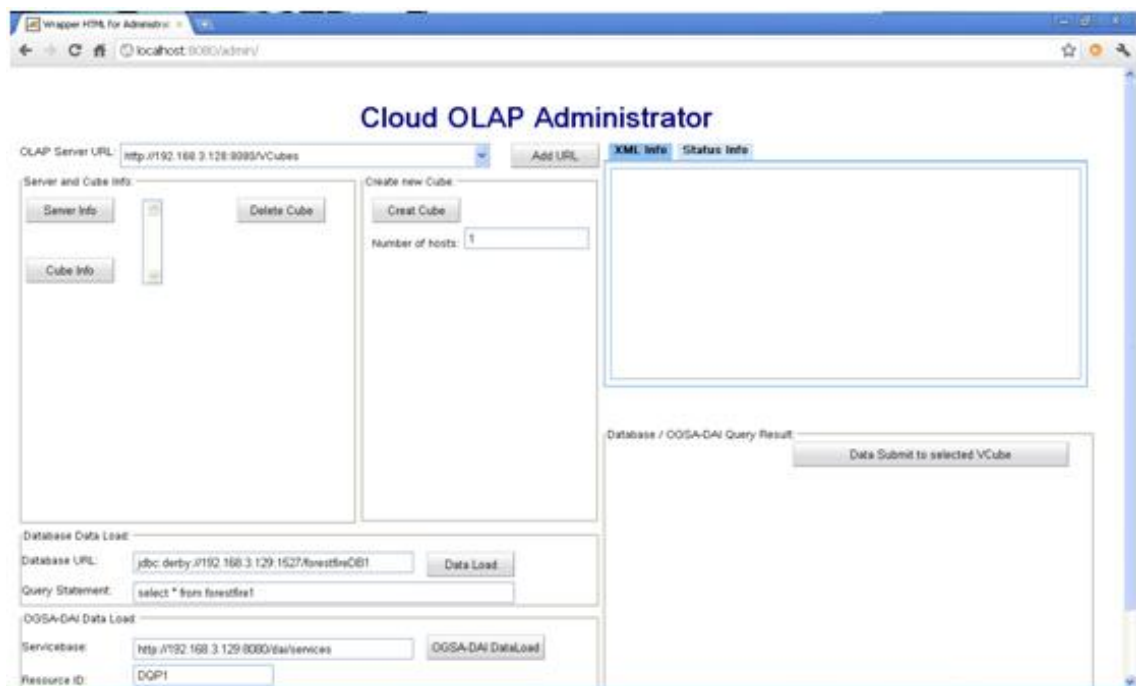 Wrapper HTML for Administrat
localhost:8080/admin/
Cloud OLAP Administrator
OLAP Server URL: http://192.168.3.128:8080/VCubes
Add URL
XML Info Status Info
Server and Cube Info:
Create new Cube:
Server Info
Delete Cube
Creat Cube
Number of hosts: 1
Cube Info
Database / OGSA-DAI Query Result:
Data Submit to selected VCube
Database Data Load:
Database URL: jdbc:derby://192.168.3.129:1527/forestfireDB1
Data Load
Query Statement: select * from forestfire1
OGSA-DAI Data Load:
Servicebase: http://192.168.3.129:8080/dai/services
OGSA-DAI DataLoad
Resource ID: DQP1